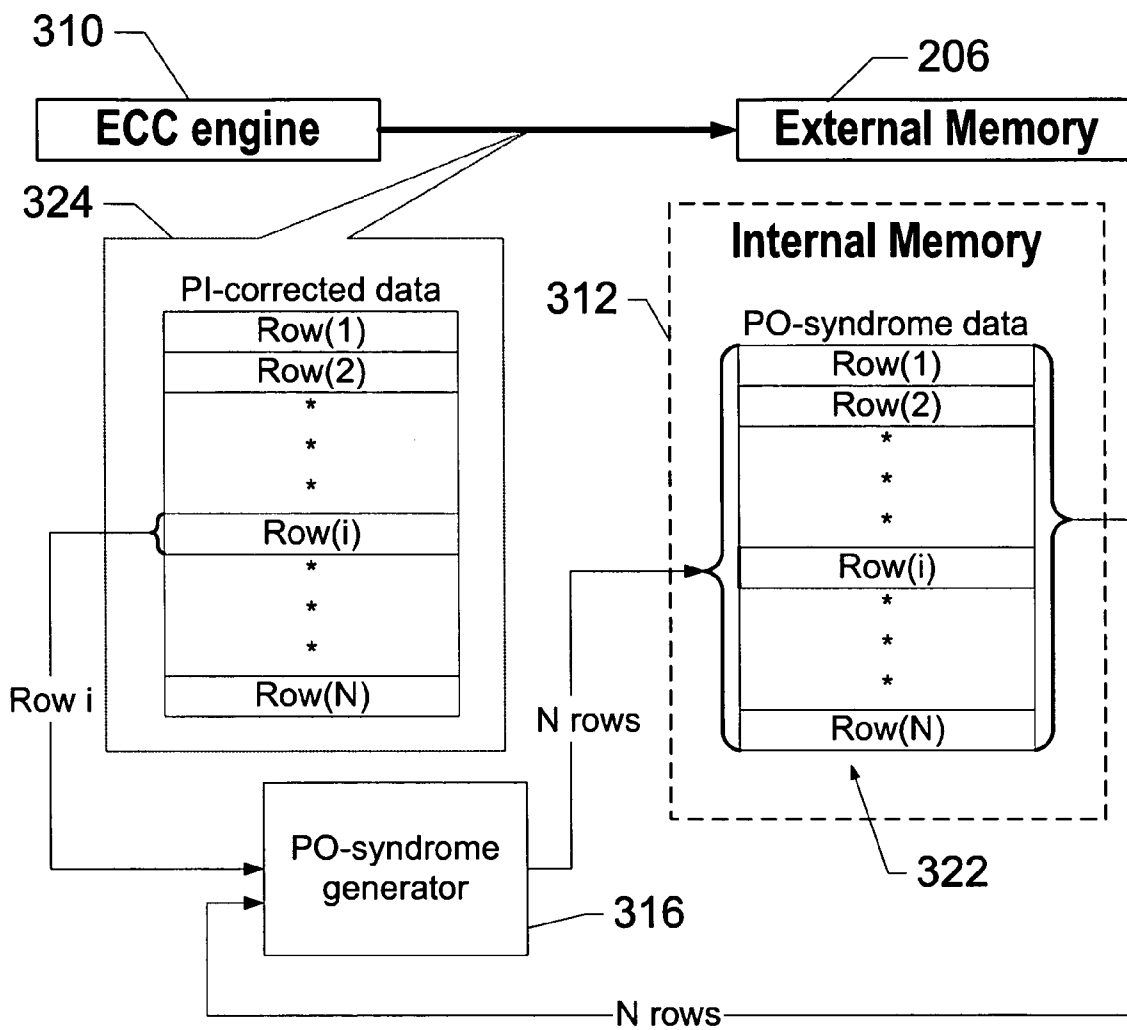 310
206
ECC engine
External Memory
324
Internal Memory
312
PI-corrected data
Row(1)
Row(2)
*
*
*
Row(i)
*
*
*
Row(N)
PO-syndrome data
Row(1)
Row(2)
*
*
*
Row(i)
*
*
*
Row(N)
Row i
N rows
PO-syndrome
generator
316
322
N rows